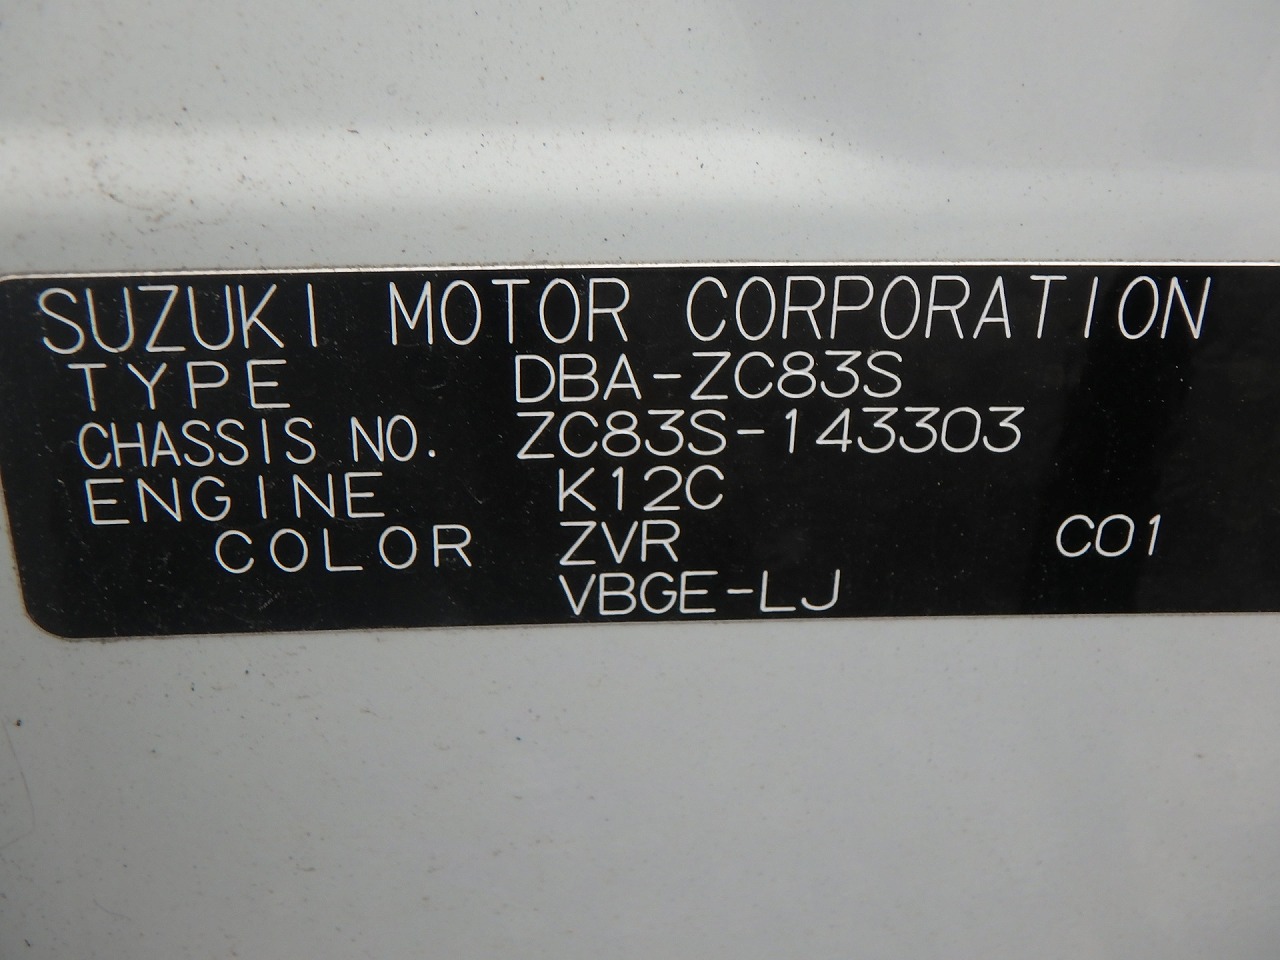 SUZUKI MOTOR CORPORATION
TYPE DBA-ZC83S
CHASSIS NO. ZC83S-143303
ENGINE K12C
COLOR ZVR C01
VBGE-LJ